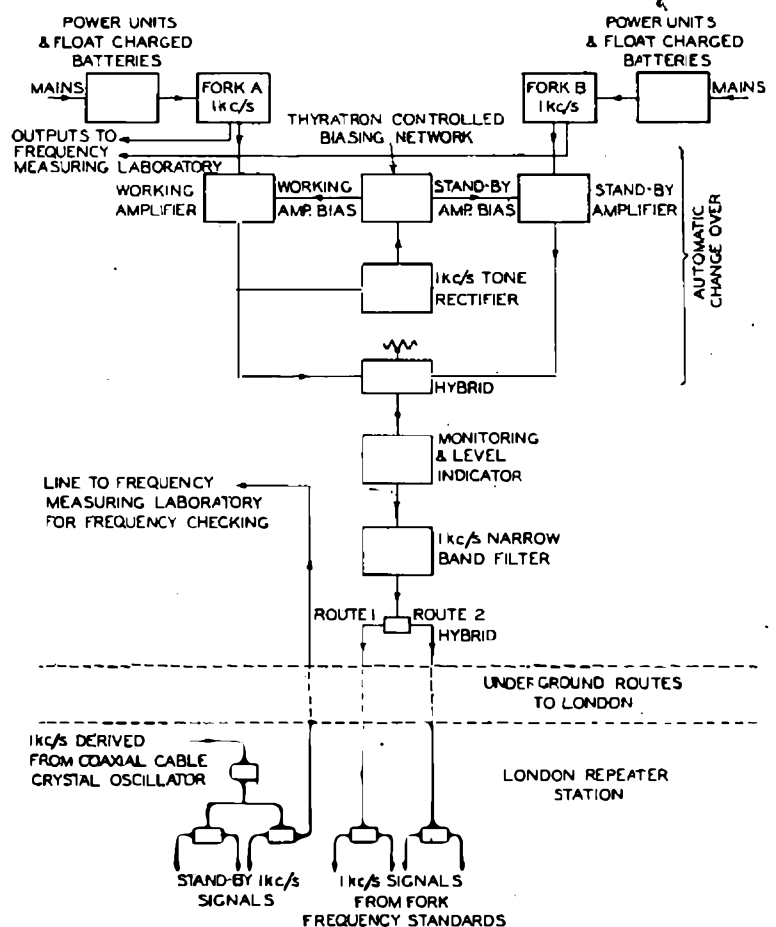 POWER UNITS
& FLOAT CHARGED
BATTERIES
POWER UNITS
& FLOAT CHARGED
BATTERIES
MAINS
FORK A
1kc/s
FORK B
1kc/s
MAINS
THYRATRON CONTROLLED
BIASING NETWORK
OUTPUTS TO
FREQUENCY
MEASURING LABORATORY
WORKING
AMPLIFIER
WORKING
AMP. BIAS
STAND-BY
AMP. BIAS
STAND-BY
AMPLIFIER
AUTOMATIC
CHANGE OVER
1kc/s TONE
RECTIFIER
HYBRID
MONITORING
& LEVEL
INDICATOR
LINE TO FREQUENCY
MEASURING LABORATORY
FOR FREQUENCY CHECKING
1kc/s NARROW
BAND FILTER
ROUTE 1
ROUTE 2
HYBRID
UNDERGROUND ROUTES
TO LONDON
1kc/s DERIVED
FROM COAXIAL CABLE
CRYSTAL OSCILLATOR
LONDON REPEATER
STATION
STAND-BY 1kc/s
SIGNALS
1kc/s SIGNALS
FROM FORK
FREQUENCY STANDARDS